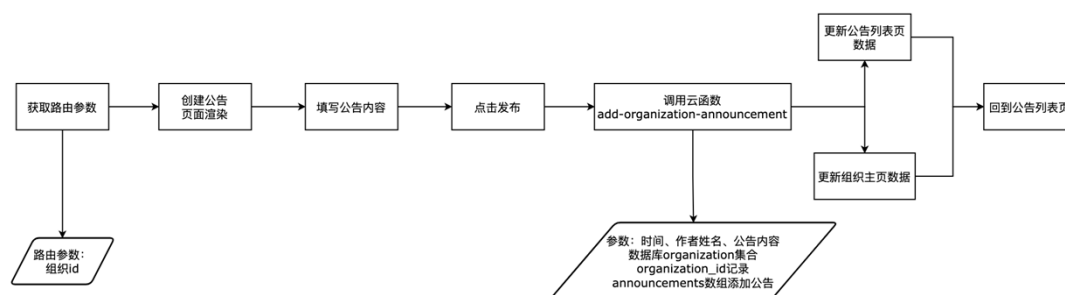 更新公告列表页
数据
获取路由参数
创建公告
页面渲染
填写公告内容
点击发布
调用云函数
add-organization-announcement
回到公告列表页
更新组织主页数据
路由参数：
组织id
参数：时间、作者姓名、公告内容
数据库organization集合
organization_id记录
announcements数组添加公告